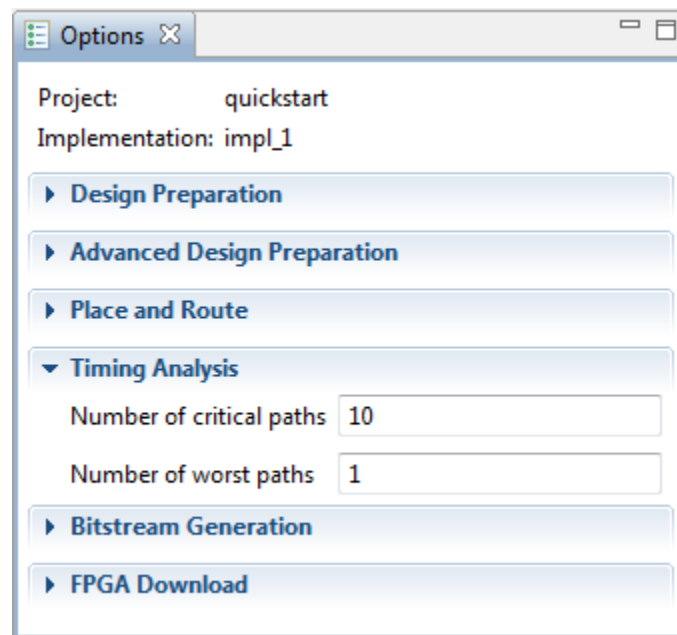 Options
Project: quickstart
Implementation: impl_1
Design Preparation
Advanced Design Preparation
Place and Route
Timing Analysis
Number of critical paths 10
Number of worst paths 1
Bitstream Generation
FPGA Download